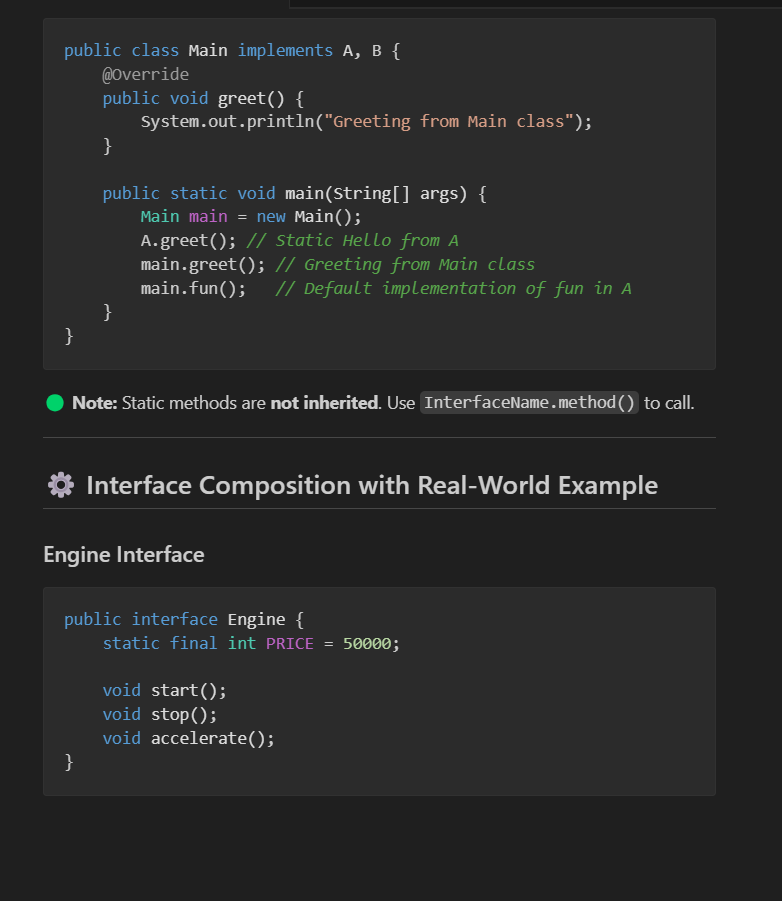 public class Main implements A, B {
    @Override
    public void greet() {
        System.out.println("Greeting from Main class");
    }

    public static void main(String[] args) {
        Main main = new Main();
        A.greet(); // Static Hello from A
        main.greet(); // Greeting from Main class
        main.fun();   // Default implementation of fun in A
    }
}
Note: Static methods are not inherited. Use InterfaceName.method() to call.
Interface Composition with Real-World Example
Engine Interface
public interface Engine {
    static final int PRICE = 50000;

    void start();
    void stop();
    void accelerate();
}